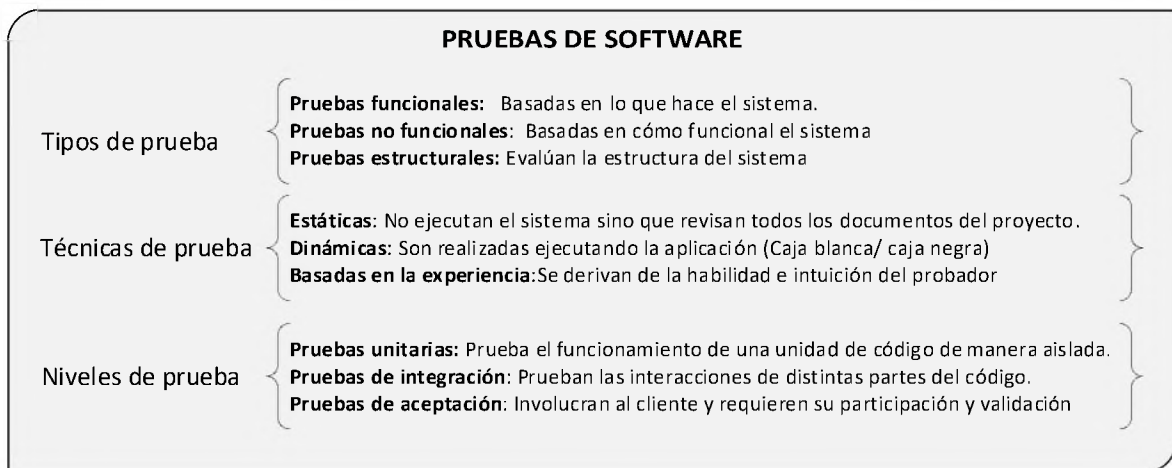 PRUEBAS DE SOFTWARE
Tipos de prueba
Pruebas funcionales: Basadas en lo que hace el sistema.
Pruebas no funcionales: Basadas en cómo funcional el sistema
Pruebas estructurales: Evalúan la estructura del sistema
Técnicas de prueba
Estáticas: No ejecutan el sistema sino que revisan todos los documentos del proyecto.
Dinámicas: Son realizadas ejecutando la aplicación (Caja blanca/ caja negra)
Basadas en la experiencia:Se derivan de la habilidad e intuición del probador
Niveles de prueba
Pruebas unitarias: Prueba el funcionamiento de una unidad de código de manera aislada.
Pruebas de integración: Prueban las interacciones de distintas partes del código.
Pruebas de aceptación: Involucran al cliente y requieren su participación y validación